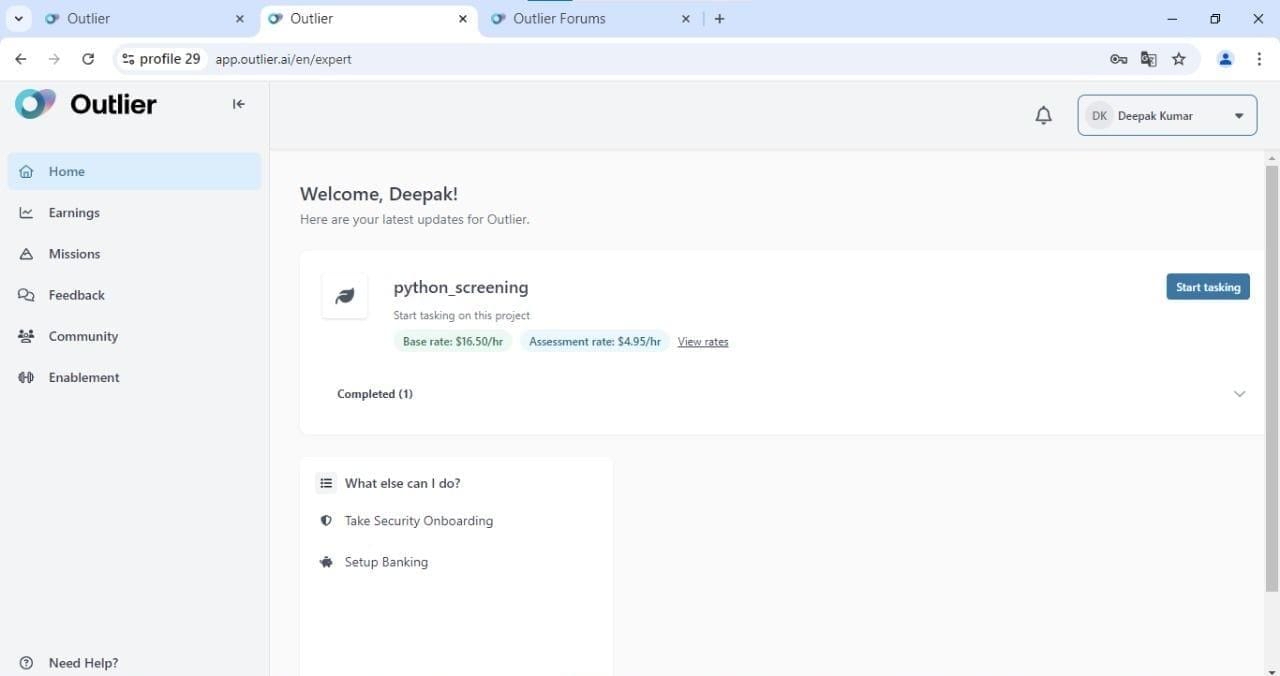 Outlier
Outlier
Outlier Forums
profile 29
app.outlier.ai/en/expert
Outlier
DK
Deepak Kumar
Home
Earnings
Missions
Feedback
Community
Enablement
Need Help?
Welcome, Deepak!
Here are your latest updates for Outlier.
python_screening
Start tasking
Start tasking on this project
Base rate: $16.50/hr
Assessment rate: $4.95/hr
View rates
Completed (1)
What else can I do?
Take Security Onboarding
Setup Banking